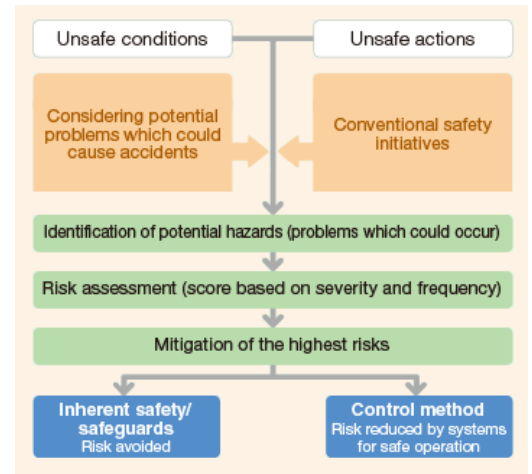 Unsafe conditions
Unsafe actions
Considering potential
problems which could
cause accidents
Conventional safety
initiatives
Identification of potential hazards (problems which could occur)
Risk assessment (score based on severity and frequency)
Mitigation of the highest risks
Inherent safety/
safeguards
Risk avoided
Control method
Risk reduced by systems
for safe operation